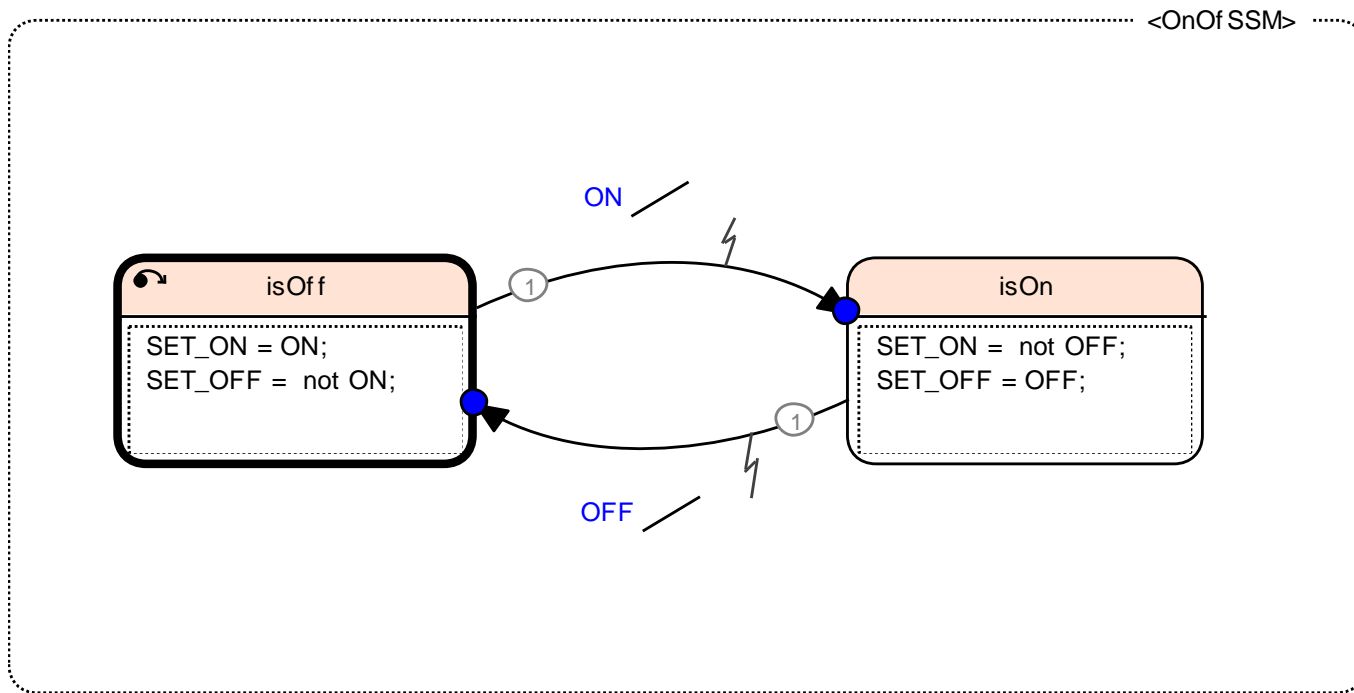 <OnOf SSM>
ON
1
isOff
isOn
SET_ON = ON;
SET_OFF = not ON;
SET_ON = not OFF;
SET_OFF = OFF;
1
OFF